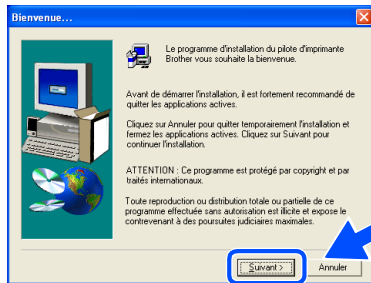 Bienvenue...
Le programme d'installation du pilote d'imprimante
Brother vous souhaite la bienvenue.
Avant de démarrer l'installation, il est fortement recommandé de
quitter les applications actives.
Cliquez sur Annuler pour quitter temporairement l'installation et
fermez les applications actives. Cliquez sur Suivant pour
continuer l'installation.
ATTENTION : Ce programme est protégé par copyright et par
traités internationaux.
Toute reproduction ou distribution totale ou partielle de ce
programme effectuée sans autorisation est illicite et expose le
contrevenant à des poursuites judiciaires maximales.
Suivant >
Annuler